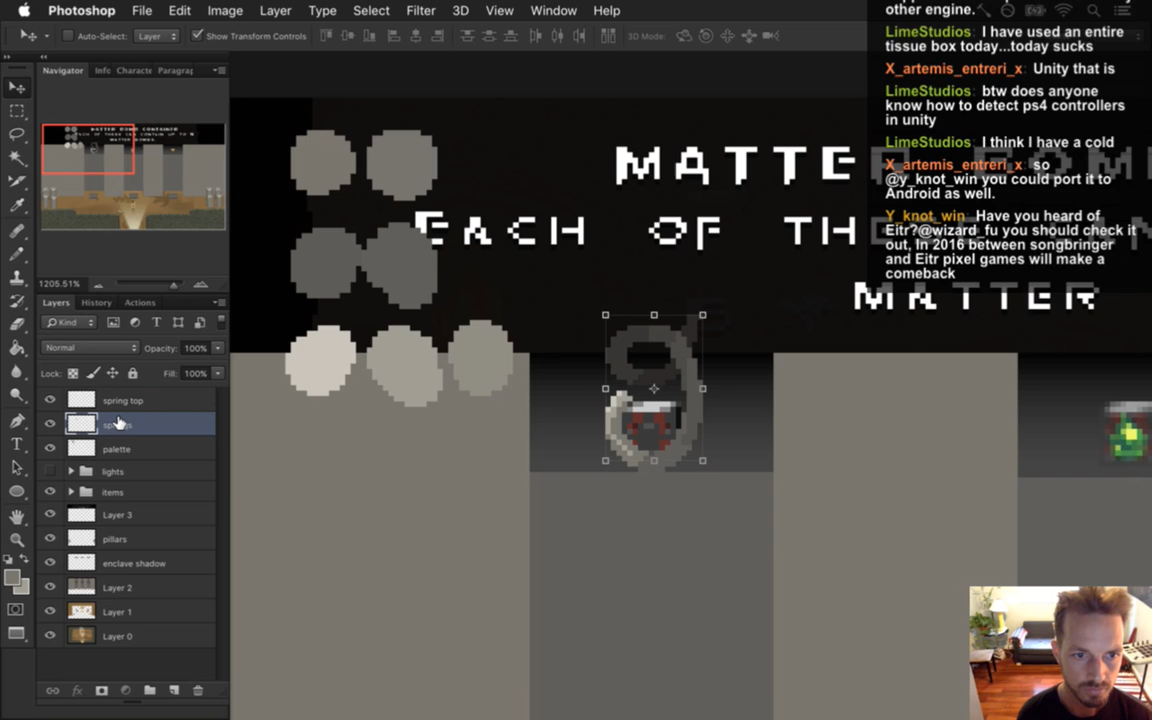 Photoshop File Edit Image Layer Type Select Filter 3D View Window Help
Auto-Select: Layer Show Transform Controls 3D Mode:
Navigator Info Characte Paragraı
1205.51%
Layers History Actions
Kind
Normal Opacity: 100%
Lock: Fill: 100%
spring top
palette
lights
items
Layer 3
pillars
enclave shadow
Layer 2
Layer 1
Layer 0
MATTER
EACH OF
MATTER
other engine.
LimeStudios: I have used an entire
tissue box today...today sucks
X_artemis_entreri_x: Unity that is
LimeStudios: btw does anyone
know how to detect ps4 controllers
in unity
LimeStudios: I think I have a cold
X_artemis_entreri_x: so
@y_knot_win you could port it to
Android as well.
Y_knot_win: Have you heard of
Eitr?@wizard_fu you should check it
out, In 2016 between songbringer
and Eitr pixel games will make a
comeback